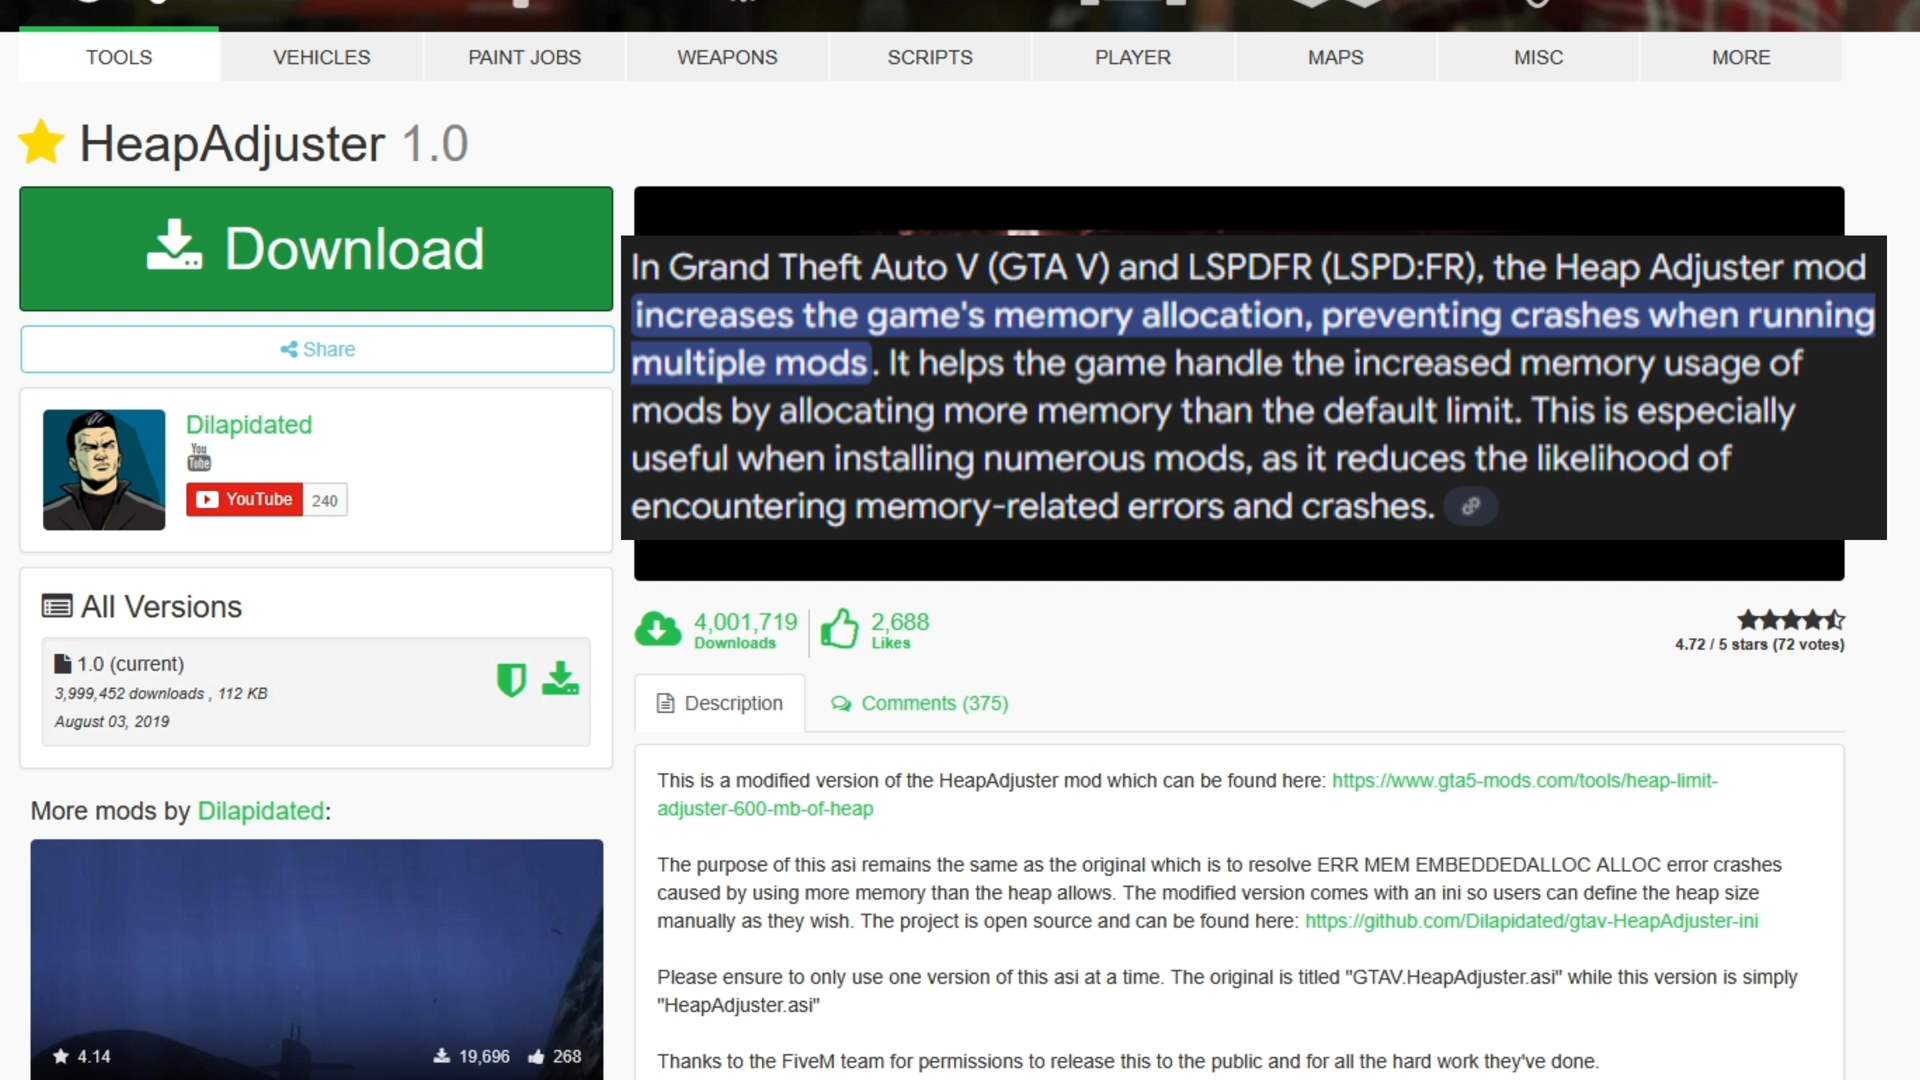 TOOLS
VEHICLES
PAINT JOBS
WEAPONS
SCRIPTS
PLAYER
MAPS
MISC
MORE
HeapAdjuster 1.0
Download
Share
Dilapidated
You
Tube
YouTube 240
All Versions
1.0 (current)
3,999,452 downloads , 112 KB
August 03, 2019
More mods by Dilapidated:
4.14
19,696
268
In Grand Theft Auto V (GTA V) and LSPDFR (LSPD:FR), the Heap Adjuster mod
increases the game's memory allocation, preventing crashes when running
multiple mods. It helps the game handle the increased memory usage of
mods by allocating more memory than the default limit. This is especially
useful when installing numerous mods, as it reduces the likelihood of
encountering memory-related errors and crashes.
4,001,719
Downloads
2,688
Likes
4.72 / 5 stars (72 votes)
Description
Comments (375)
This is a modified version of the HeapAdjuster mod which can be found here: https://www.gta5-mods.com/tools/heap-limit-
adjuster-600-mb-of-heap
The purpose of this asi remains the same as the original which is to resolve ERR MEM EMBEDDEDALLOC ALLOC error crashes
caused by using more memory than the heap allows. The modified version comes with an ini so users can define the heap size
manually as they wish. The project is open source and can be found here: https://github.com/Dilapidated/gtav-HeapAdjuster-ini
Please ensure to only use one version of this asi at a time. The original is titled "GTAV.HeapAdjuster.asi" while this version is simply
"HeapAdjuster.asi"
Thanks to the FiveM team for permissions to release this to the public and for all the hard work they've done.